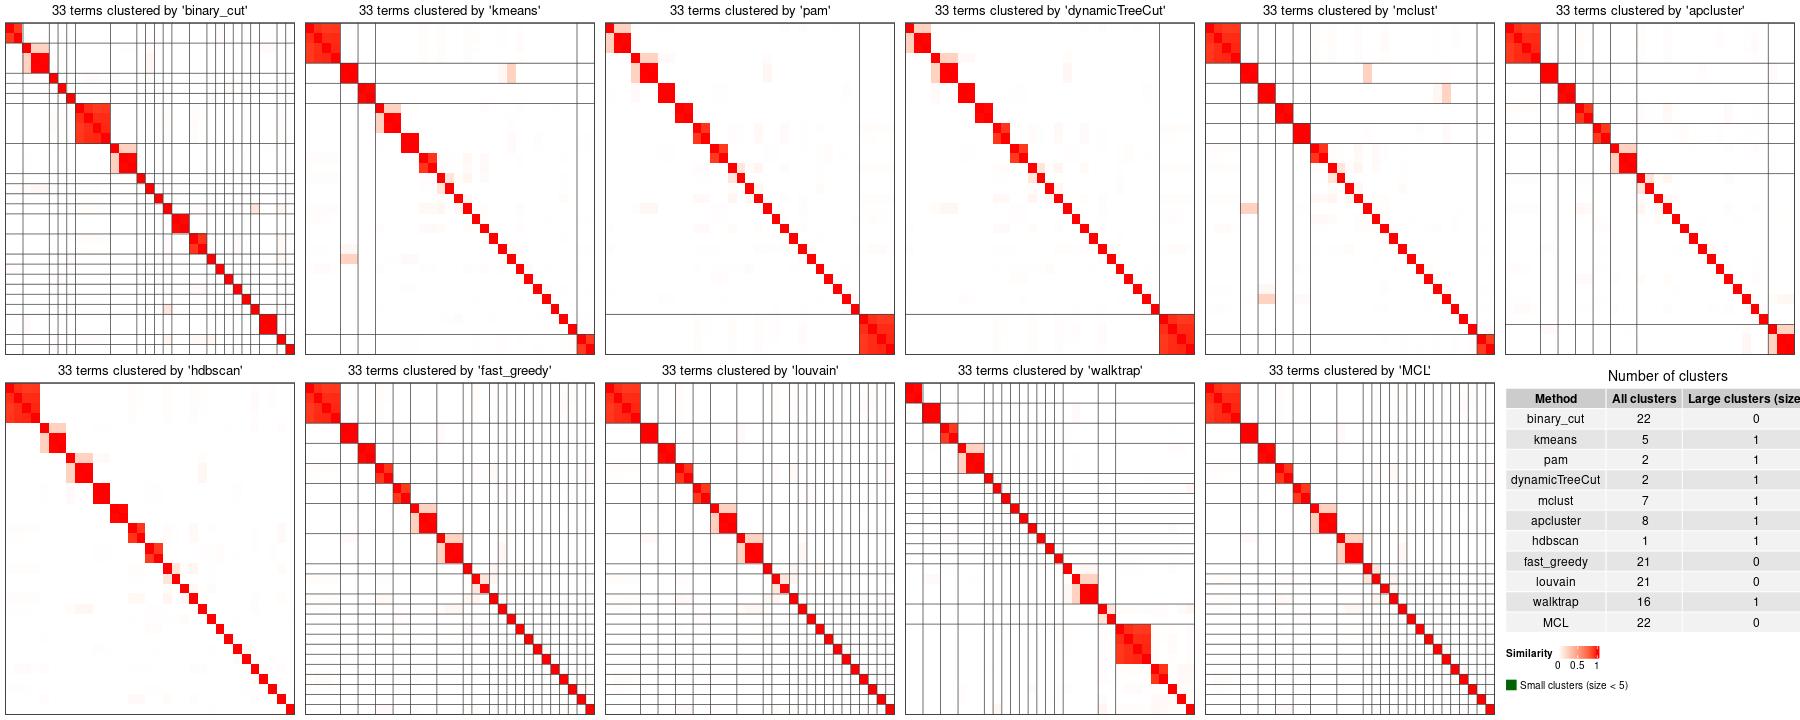 33 terms clustered by 'binary_cut'
33 terms clustered by 'kmeans'
33 terms clustered by 'pam'
33 terms clustered by 'dynamicTreeCut'
33 terms clustered by 'mclust'
33 terms clustered by 'apcluster'
33 terms clustered by 'hdbscan'
33 terms clustered by 'fast_greedy'
33 terms clustered by 'louvain'
33 terms clustered by 'walktrap'
33 terms clustered by 'MCL'
Number of clusters
Method All clusters Large clusters (size
binary_cut 22 0
kmeans 5 1
pam 2 1
dynamicTreeCut 2 1
mclust 7 1
apcluster 8 1
hdbscan 1 1
fast_greedy 21 0
louvain 21 0
walktrap 16 1
MCL 22 0
Similarity
0 0.5 1
Small clusters (size < 5)